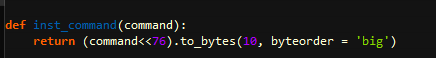 def inst_command(command):
    return (command<<76).to_bytes(10, byteorder = 'big')